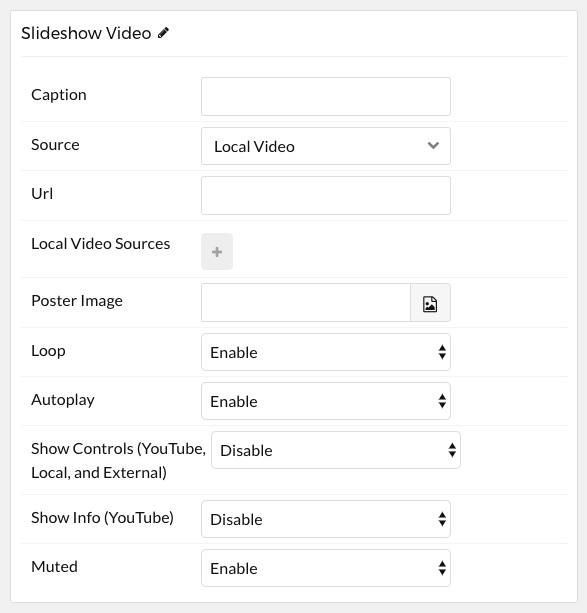 Slideshow Video
Caption
Source
Local Video
Url
Local Video Sources
+
Poster Image
Loop
Enable
Autoplay
Enable
Show Controls (YouTube,
Local, and External)
Disable
Show Info (YouTube)
Disable
Muted
Enable